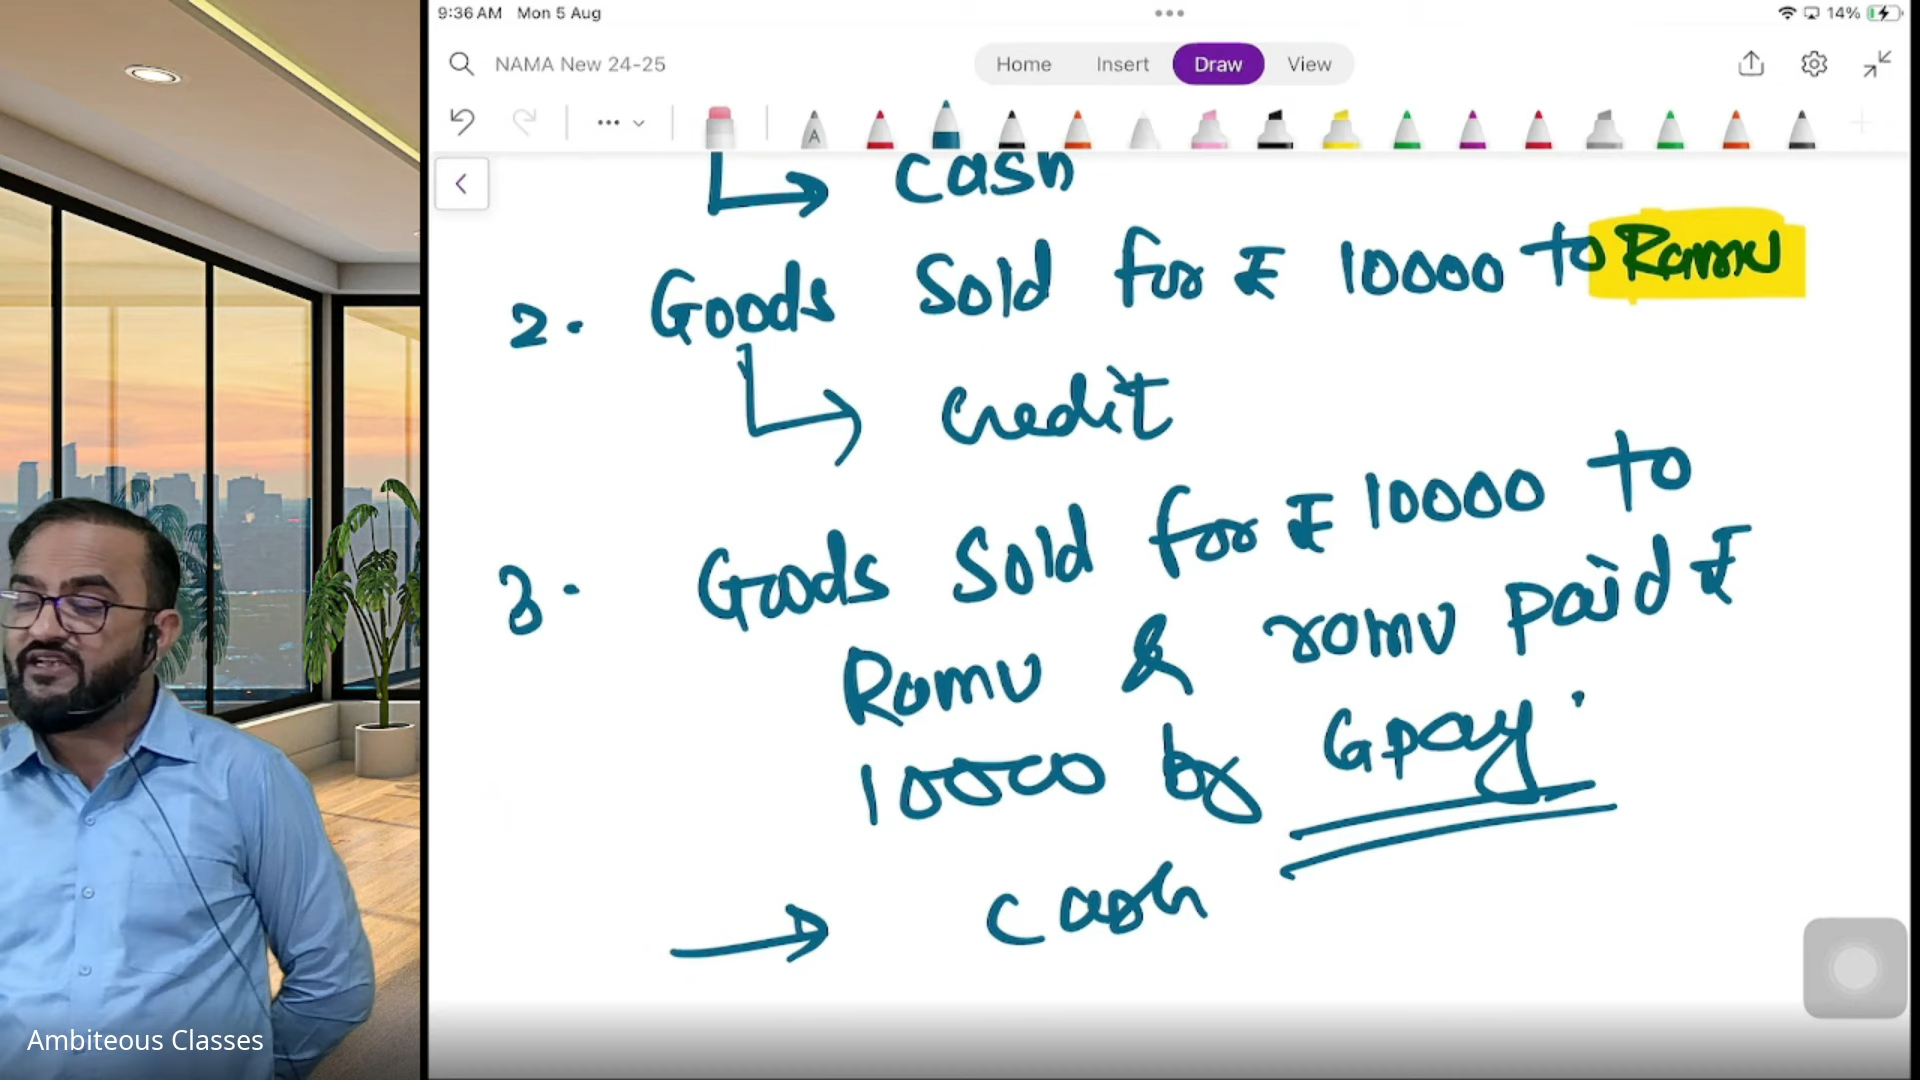 9:36 AM Mon 5 Aug 14%
NAMA New 24-25 Home Insert Draw View
A
cash
2. Goods Sold for ₹ 10000 to Ramu
credit
3. Goods Sold for ₹ 10000 to
Ramu & ramu paid ₹
10000 by Gpay.
cash
Ambiteous Classes